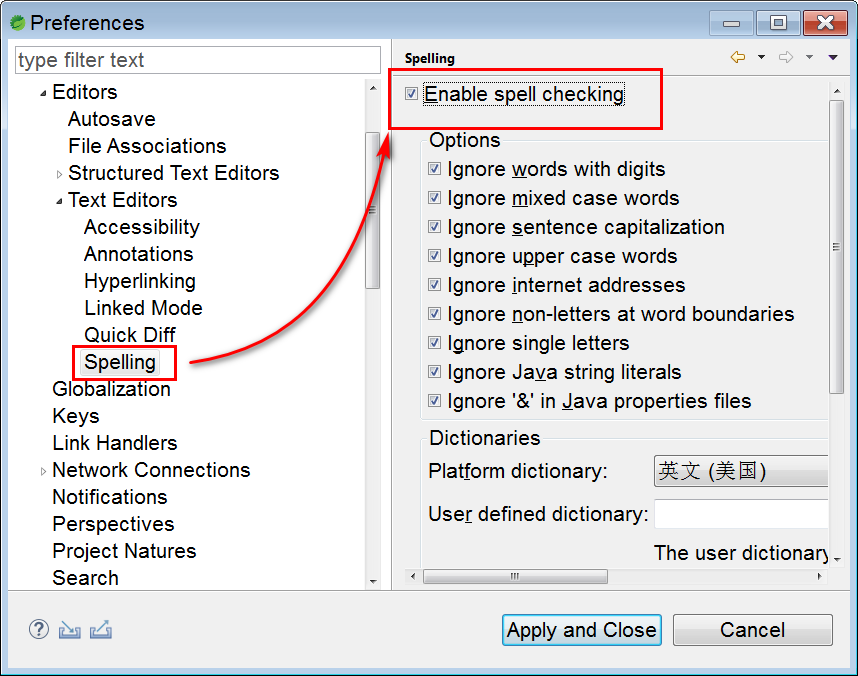 Preferences
type filter text
Editors
Autosave
File Associations
Structured Text Editors
Text Editors
Accessibility
Annotations
Hyperlinking
Linked Mode
Quick Diff
Spelling
Globalization
Keys
Link Handlers
Network Connections
Notifications
Perspectives
Project Natures
Search
Spelling
Enable spell checking
Options
Ignore words with digits
Ignore mixed case words
Ignore sentence capitalization
Ignore upper case words
Ignore internet addresses
Ignore non-letters at word boundaries
Ignore single letters
Ignore Java string literals
Ignore '&' in Java properties files
Dictionaries
Platform dictionary: 英文 (美国)
User defined dictionary:
The user dictionary
Apply and Close
Cancel